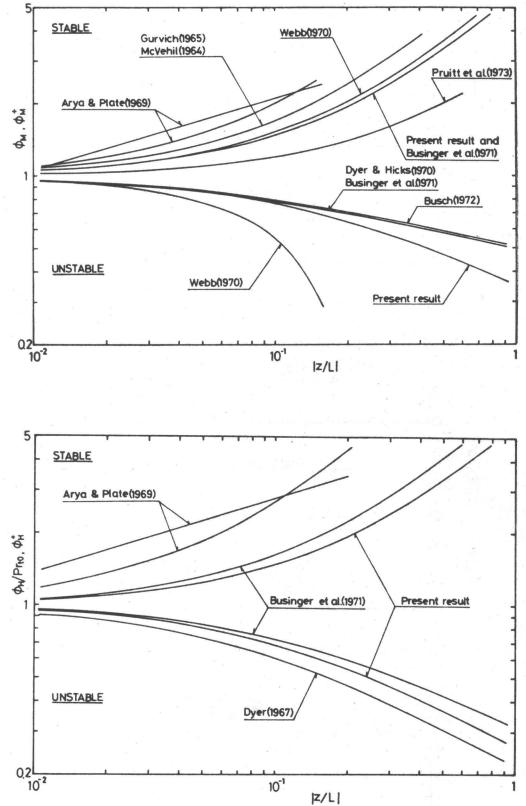 5
STABLE
Gurvich(1965)
McVehil(1964)
Webb(1970)
Pruitt et al(1973)
Arya & Plate(1969)
ϕM, ϕM+
Present result and
Businger et al.(1971)
1
Dyer & Hicks(1970)
Businger et al.(1971)
Busch(1972)
UNSTABLE
Webb(1970)
Present result
0.2
10-2
10-1
1
|z/L|
5
STABLE
Arya & Plate(1969)
ϕH/Pr10, ϕH+
1
Businger et al.(1971)
Present result
UNSTABLE
Dyer(1967)
0.2
10-2
10-1
1
|z/L|